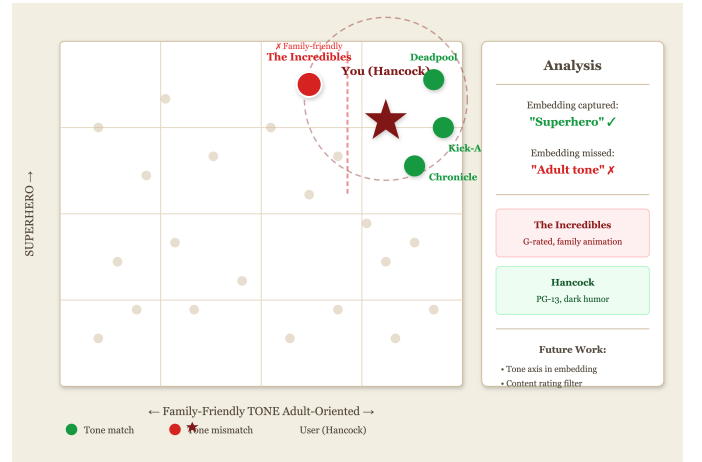 ✗ Family-friendly
The Incredibles
Deadpool
You (Hancock)
Kick-A
Chronicle
SUPERHERO →
← Family-Friendly TONE Adult-Oriented →
Tone match
Tone mismatch
User (Hancock)
Analysis
Embedding captured:
"Superhero" ✓
Embedding missed:
"Adult tone" ✗
The Incredibles
G-rated, family animation
Hancock
PG-13, dark humor
Future Work:
• Tone axis in embedding
• Content rating filter